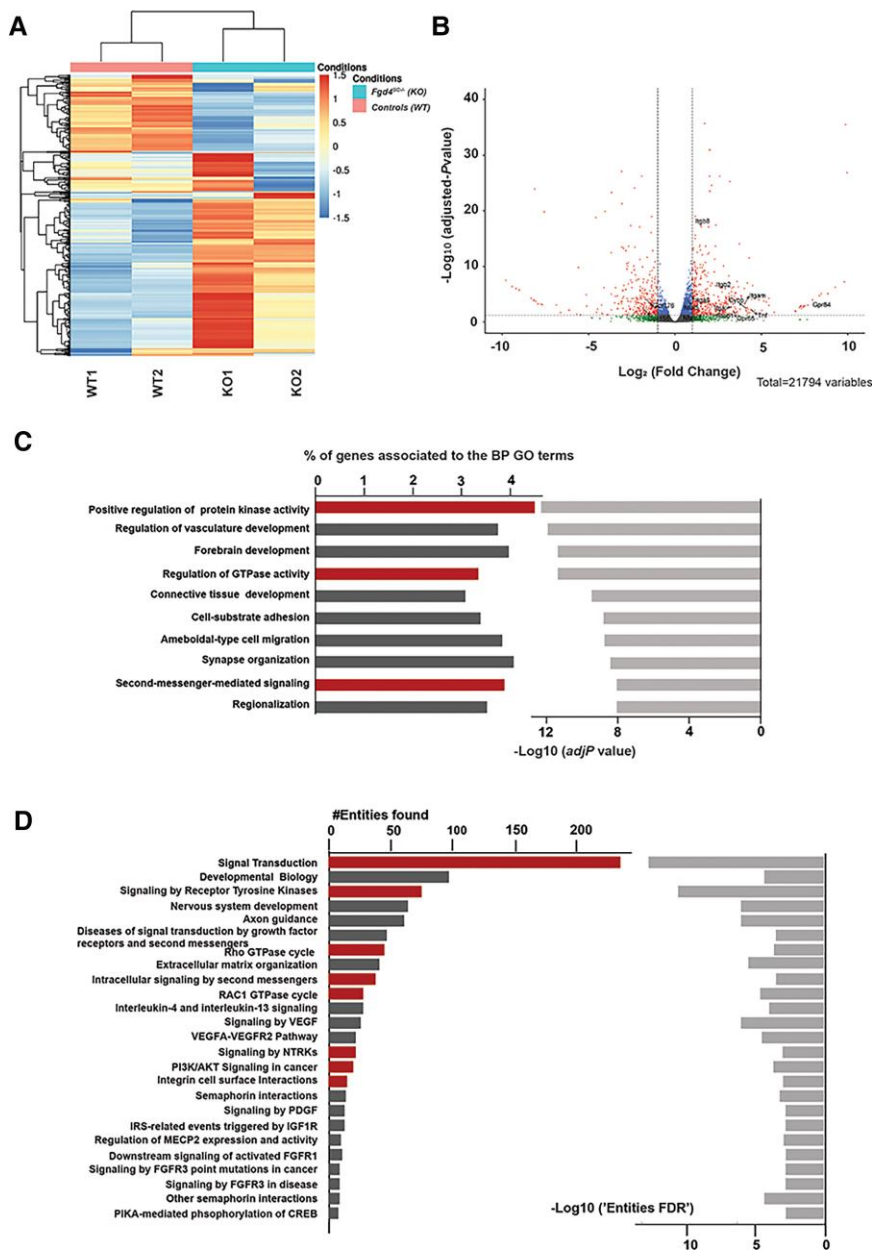 A
Conditions
1.5
1
0.5
0
-0.5
-1
-1.5
Conditions
Fgd4SC-/- (KO)
Controls (WT)
WT1
WT2
KO1
KO2
B
-Log10 (adjusted-Pvalue)
40
30
20
10
0
Itgb8
Itgb2
Gpr84
-10
-5
0
5
10
Log2 (Fold Change)
Total=21794 variables
C
% of genes associated to the BP GO terms
0 1 2 3 4
Positive regulation of protein kinase activity
Regulation of vasculature development
Forebrain development
Regulation of GTPase activity
Connective tissue development
Cell-substrate adhesion
Ameboidal-type cell migration
Synapse organization
Second-messenger-mediated signaling
Regionalization
12 8 4 0
-Log10 (adjP value)
D
#Entities found
0 50 100 150 200
Signal Transduction
Developmental Biology
Signaling by Receptor Tyrosine Kinases
Nervous system development
Axon guidance
Diseases of signal transduction by growth factor
receptors and second messengers
Rho GTPase cycle
Extracellular matrix organization
Intracellular signaling by second messengers
RAC1 GTPase cycle
Interleukin-4 and interleukin-13 signaling
Signaling by VEGF
VEGFA-VEGFR2 Pathway
Signaling by NTRKs
PI3K/AKT Signaling in cancer
Integrin cell surface Interactions
Semaphorin interactions
Signaling by PDGF
IRS-related events triggered by IGF1R
Regulation of MECP2 expression and activity
Downstream signaling of activated FGFR1
Signaling by FGFR3 point mutations in cancer
Signaling by FGFR3 in disease
Other semaphorin interactions
PIKA-mediated phsophorylation of CREB
-Log10 ('Entities FDR')
10 5 0